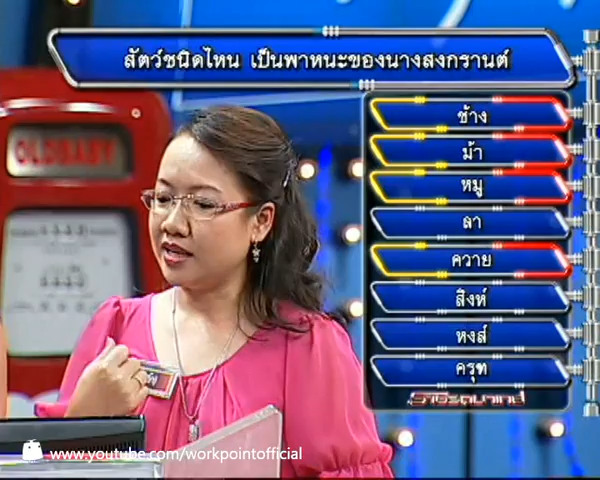 สัตว์ชนิดไหน เป็นพาหนะของนางสงกรานต์
ช้าง
ม้า
หมู
ลา
ควาย
สิงห์
หงส์
ครุฑ
OLDBABY
www.youtube.com/workpointofficial